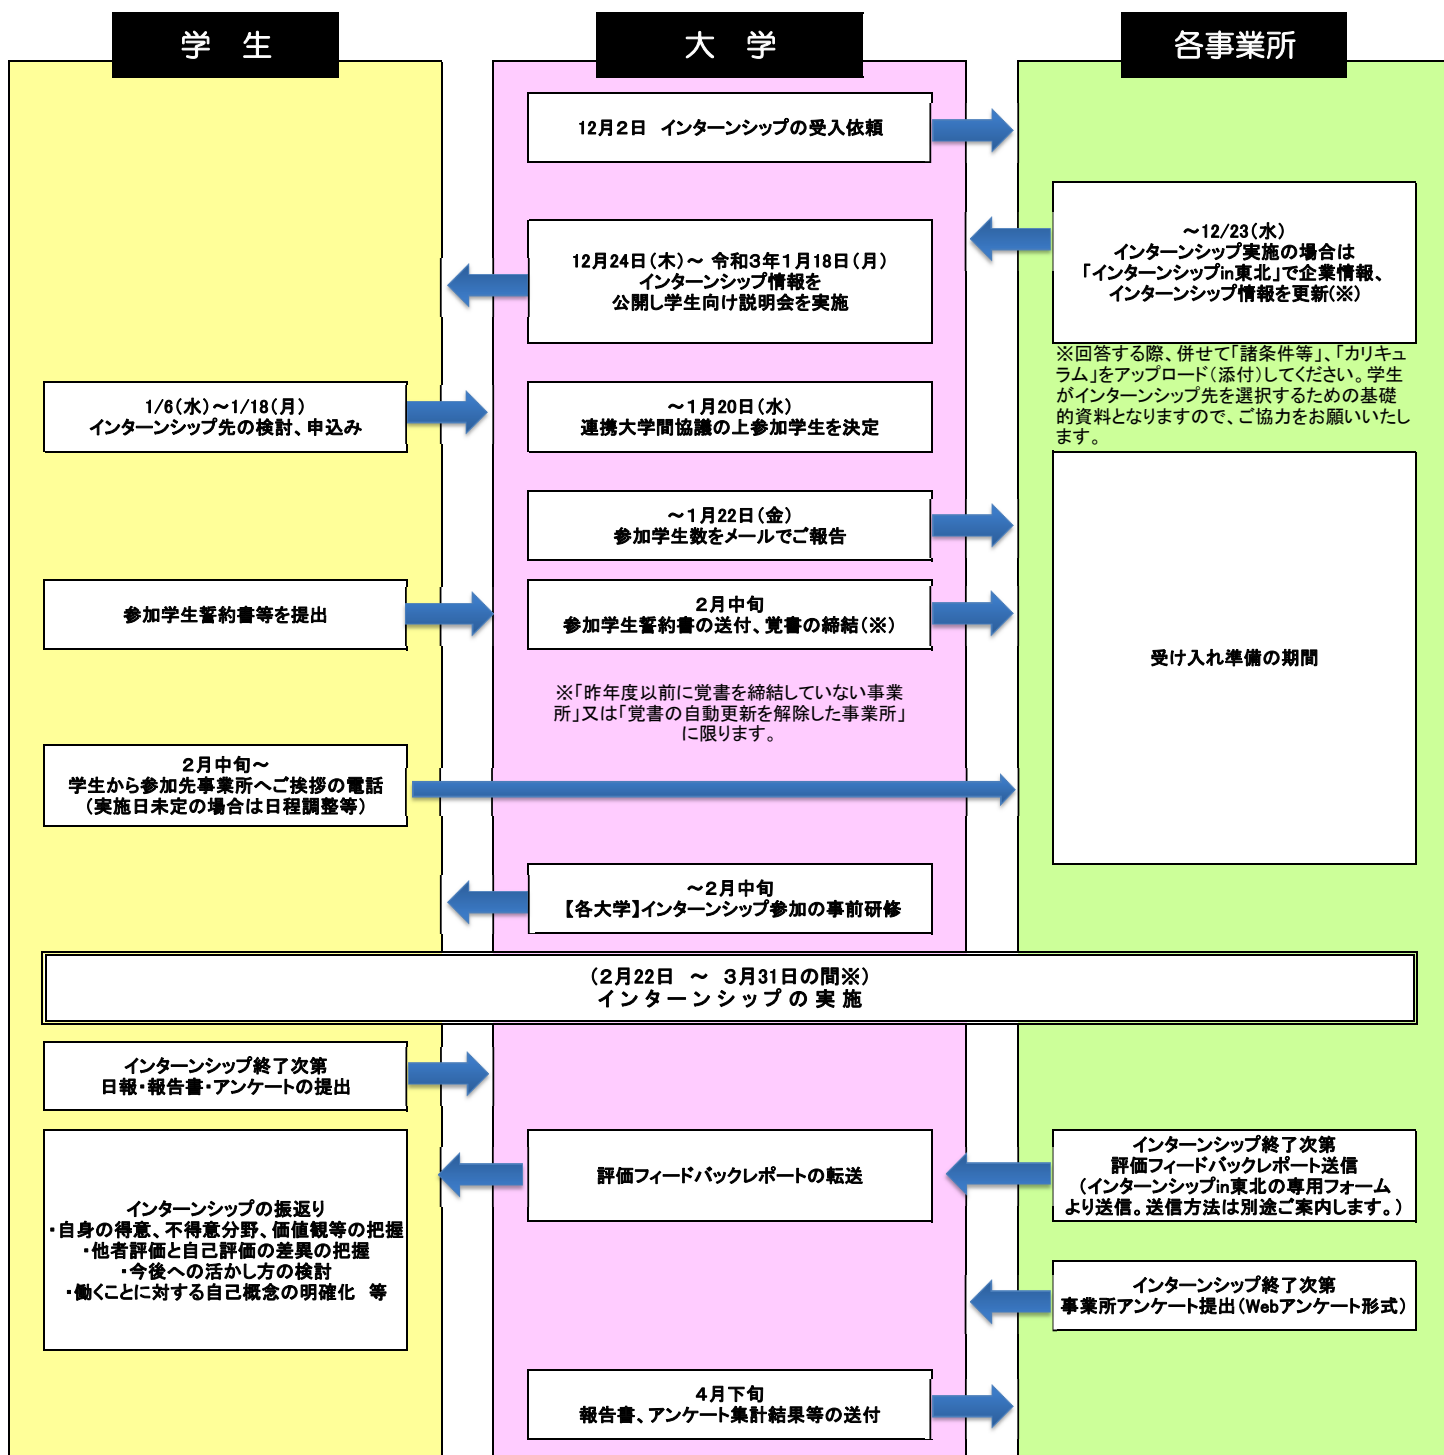 学　生
大　学
各事業所
12月２日　インターンシップの受入依頼
～12/23（水）
インターンシップ実施の場合は
「インターンシップin東北」で企業情報、
インターンシップ情報を更新(※)
12月24日（木）～ 令和３年１月18日（月）
インターンシップ情報を
公開し学生向け説明会を実施
※回答する際、併せて「諸条件等」、「カリキュ
ラム」をアップロード（添付）してください。学生
がインターンシップ先を選択するための基礎
的資料となりますので、ご協力をお願いいたし
ます。
1/6（水）～1/18（月）
インターンシップ先の検討、申込み
～１月20日（水）
連携大学間協議の上参加学生を決定
～１月22日（金）
参加学生数をメールでご報告
参加学生誓約書等を提出
２月中旬
参加学生誓約書の送付、覚書の締結（※）
受け入れ準備の期間
※「昨年度以前に覚書を締結していない事業
所」又は「覚書の自動更新を解除した事業所」
に限ります。
２月中旬～
学生から参加先事業所へご挨拶の電話
（実施日未定の場合は日程調整等）
～２月中旬
【各大学】インターンシップ参加の事前研修
（２月22日　～　３月31日の間※）
インターンシップの実施
インターンシップ終了次第
日報・報告書・アンケートの提出
評価フィードバックレポートの転送
インターンシップ終了次第
評価フィードバックレポート送信
（インターンシップin東北の専用フォーム
より送信。送信方法は別途ご案内します。）
インターンシップの振返り
・自身の得意、不得意分野、価値観等の把握
・他者評価と自己評価の差異の把握
・今後への活かし方の検討
・働くことに対する自己概念の明確化　等
インターンシップ終了次第
事業所アンケート提出（Webアンケート形式）
４月下旬
報告書、アンケート集計結果等の送付